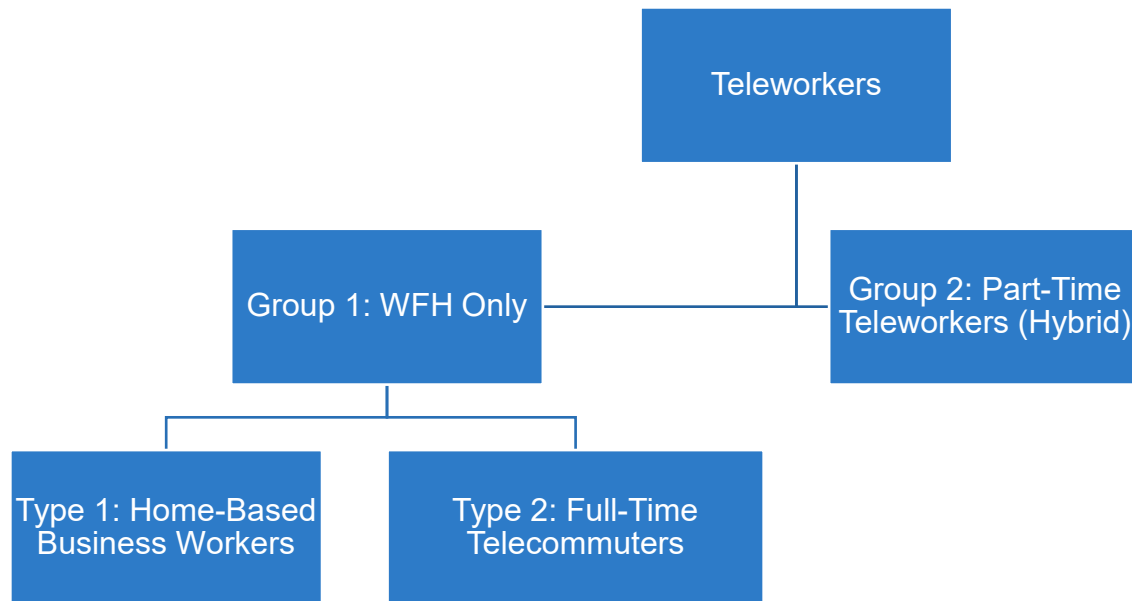 Teleworkers
Group 1: WFH Only
Group 2: Part-Time
Teleworkers (Hybrid)
Type 1: Home-Based
Business Workers
Type 2: Full-Time
Telecommuters